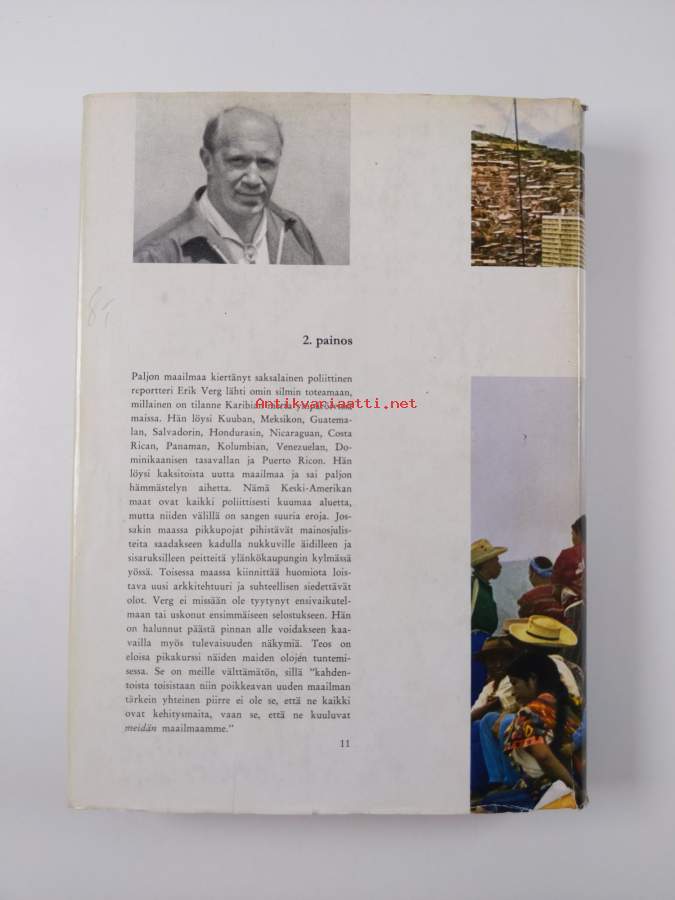 8,-
2. painos
Paljon maailmaa kiertänyt saksalainen poliittinen
reportteri Erik Verg lähti omin silmin toteamaan,
millainen on tilanne Karibian
Antikvariaatti.net
maissa. Hän löysi Kuuban, Meksikon, Guatema-
lan, Salvadorin, Hondurasin, Nicaraguan, Costa
Rican, Panaman, Kolumbian, Venezuelan, Do-
minikaanisen tasavallan ja Puerto Ricon. Hän
löysi kaksitoista uutta maailmaa ja sai paljon
hämmästelyn aihetta. Nämä Keski-Amerikan
maat ovat kaikki poliittisesti kuumaa aluetta,
mutta niiden välillä on sangen suuria eroja. Jos-
sakin maassa pikkupojat pihistävät mainosjulis-
teita saadakseen kadulla nukkuville äidilleen ja
sisaruksilleen peitteitä ylänkökaupungin kylmässä
yössä. Toisessa maassa kiinnittää huomiota lois-
tava uusi arkkitehtuuri ja suhteellisen siedettävät
olot. Verg ei missään ole tyytynyt ensivaikutel-
maan tai uskonut ensimmäiseen selostukseen. Hän
on halunnut päästä pinnan alle voidakseen kaa-
vailla myös tulevaisuuden näkymiä. Teos on
eloisa pikakurssi näiden maiden olojen tuntemi-
sessa. Se on meille välttämätön, sillä ”kahden-
toista toisistaan niin poikkeavan uuden maailman
tärkein yhteinen piirre ei ole se, että ne kaikki
ovat kehitysmaita, vaan se, että ne kuuluvat
meidän maailmaamme.”
11